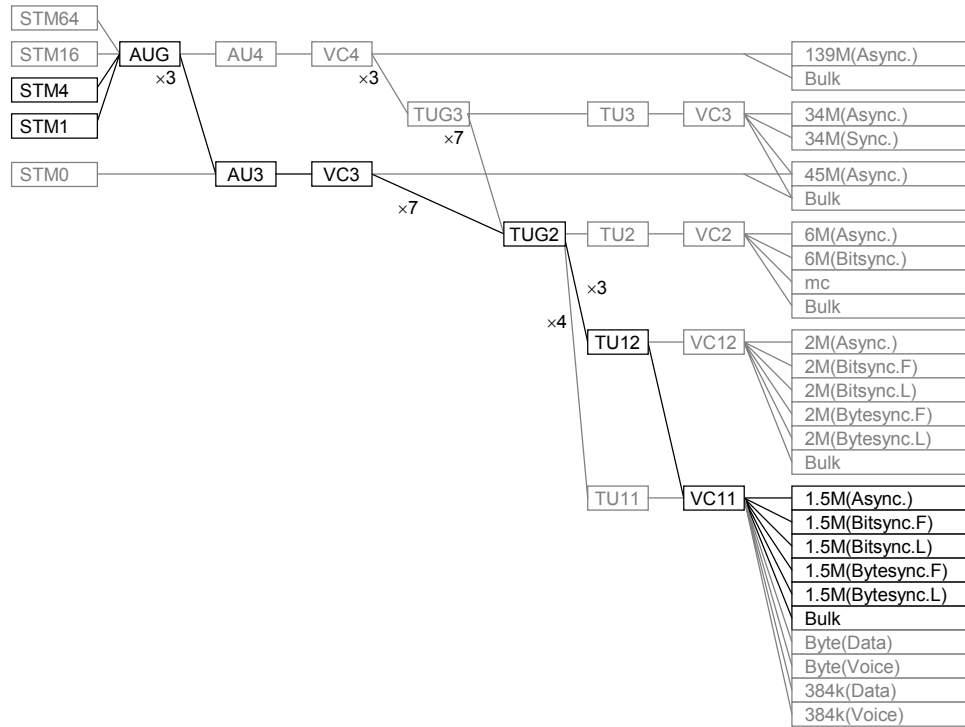 STM64
STM16 AUG AU4 VC4 139M(Async.)
×3 ×3 Bulk
STM4
STM1 TUG3 TU3 VC3 34M(Async.)
×7 34M(Sync.)
STM0 AU3 VC3 45M(Async.)
Bulk
×7
TUG2 TU2 VC2 6M(Async.)
6M(Bitsync.)
×3 mc
Bulk
×4
TU12 VC12 2M(Async.)
2M(Bitsync.F)
2M(Bitsync.L)
2M(Bytesync.F)
2M(Bytesync.L)
Bulk
TU11 VC11 1.5M(Async.)
1.5M(Bitsync.F)
1.5M(Bitsync.L)
1.5M(Bytesync.F)
1.5M(Bytesync.L)
Bulk
Byte(Data)
Byte(Voice)
384k(Data)
384k(Voice)